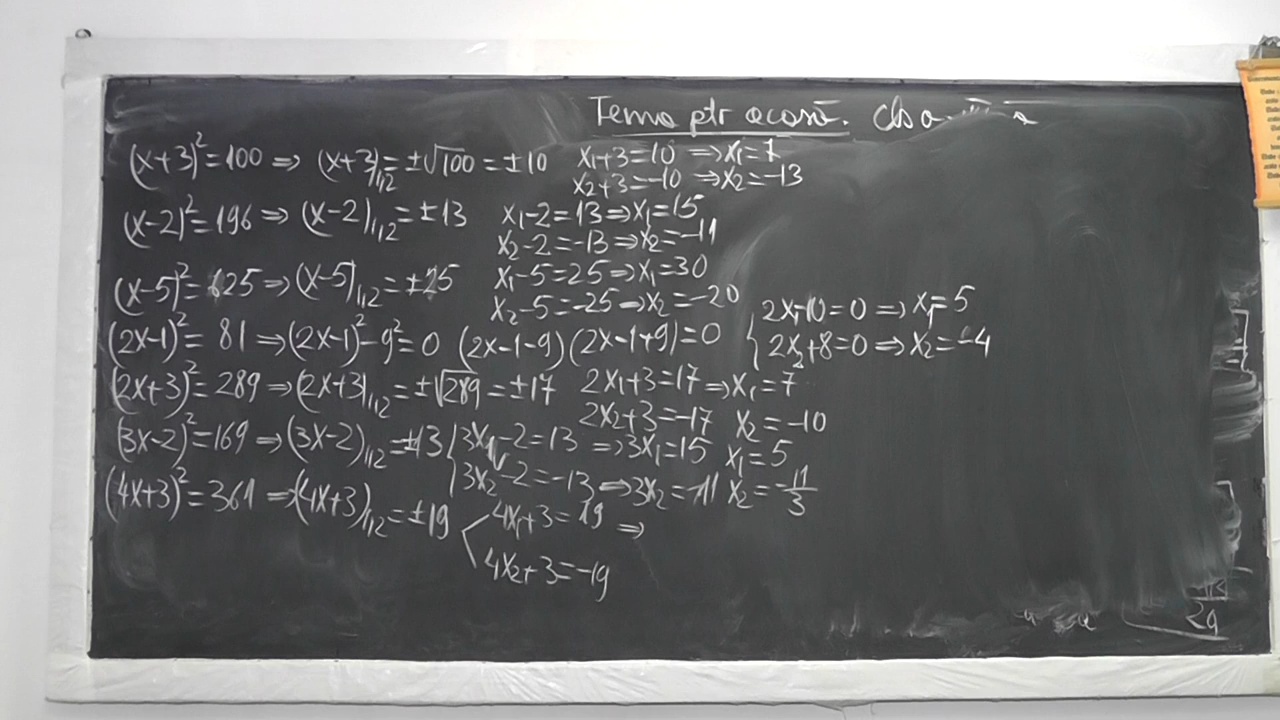 Tema ptr acasă.
(x+3)²=100 ⇒ (x+3)₁,₂=±√100=±10 x₁+3=10 ⇒x₁=7
x₂+3=-10 ⇒x₂=-13
(x-2)²=196 ⇒ (x-2)₁,₂=±13 x₁-2=13⇒x₁=15
x₂-2=-13⇒x₂=-11
(x-5)²=625⇒(x-5)₁,₂=±25 x₁-5=25⇒x₁=30
x₂-5=-25⇒x₂=-20
(2x-1)²=81⇒(2x-1)²-9²=0 (2x-1-9)(2x-1+9)=0 2x₁-10=0⇒x₁=5
2x₂+8=0⇒x₂=-4
(2x+3)²=289⇒(2x+3)₁,₂=±√289=±17 2x₁+3=17⇒x₁=7
2x₂+3=-17 x₂=-10
(3x-2)²=169⇒(3x-2)₁,₂=±13 3x₁-2=13 ⇒3x₁=15 x₁=5
3x₂-2=-13⇒3x₂=-11 x₂=-11/3
(4x+3)²=361⇒(4x+3)₁,₂=±19 4x₁+3=19 ⇒
4x₂+3=-19
2a